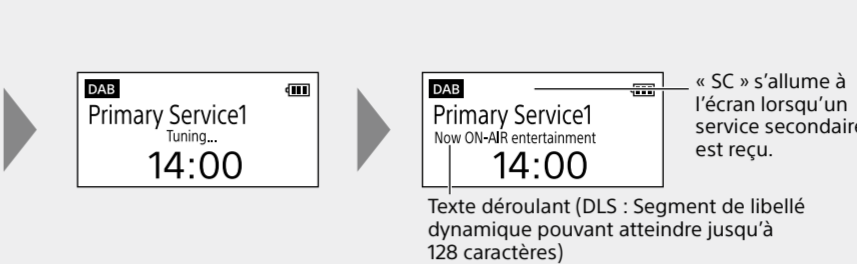 DAB
Primary Service1
Tuning...
14:00
DAB
Primary Service1
Now ON-AIR entertainment
14:00
« SC » s'allume à
l'écran lorsqu'un
service secondaire
est reçu.
Texte déroulant (DLS : Segment de libellé
dynamique pouvant atteindre jusqu'à
128 caractères)